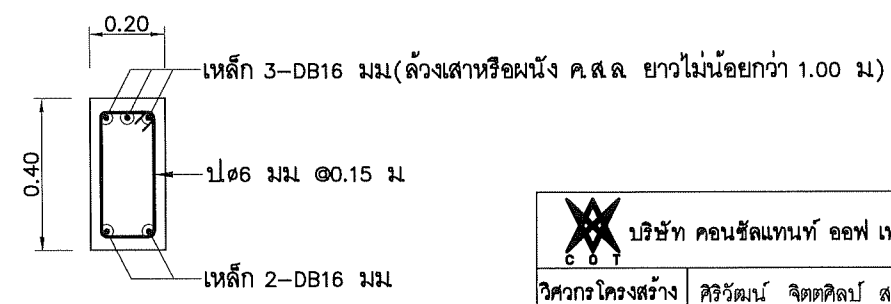 0.20
เหล็ก 3-DB16 มม.(ล้วงเสาหรือผนัง ค.ส.ล. ยาวไม่น้อยกว่า 1.00 ม.)
0.40
ป.ø6 มม. @0.15 ม.
เหล็ก 2-DB16 มม.
C O T
บริษัท คอนซัลแทนท์ ออฟ
วิศวกรโครงสร้าง ศิริวัฒน์ จิตตศิลป์